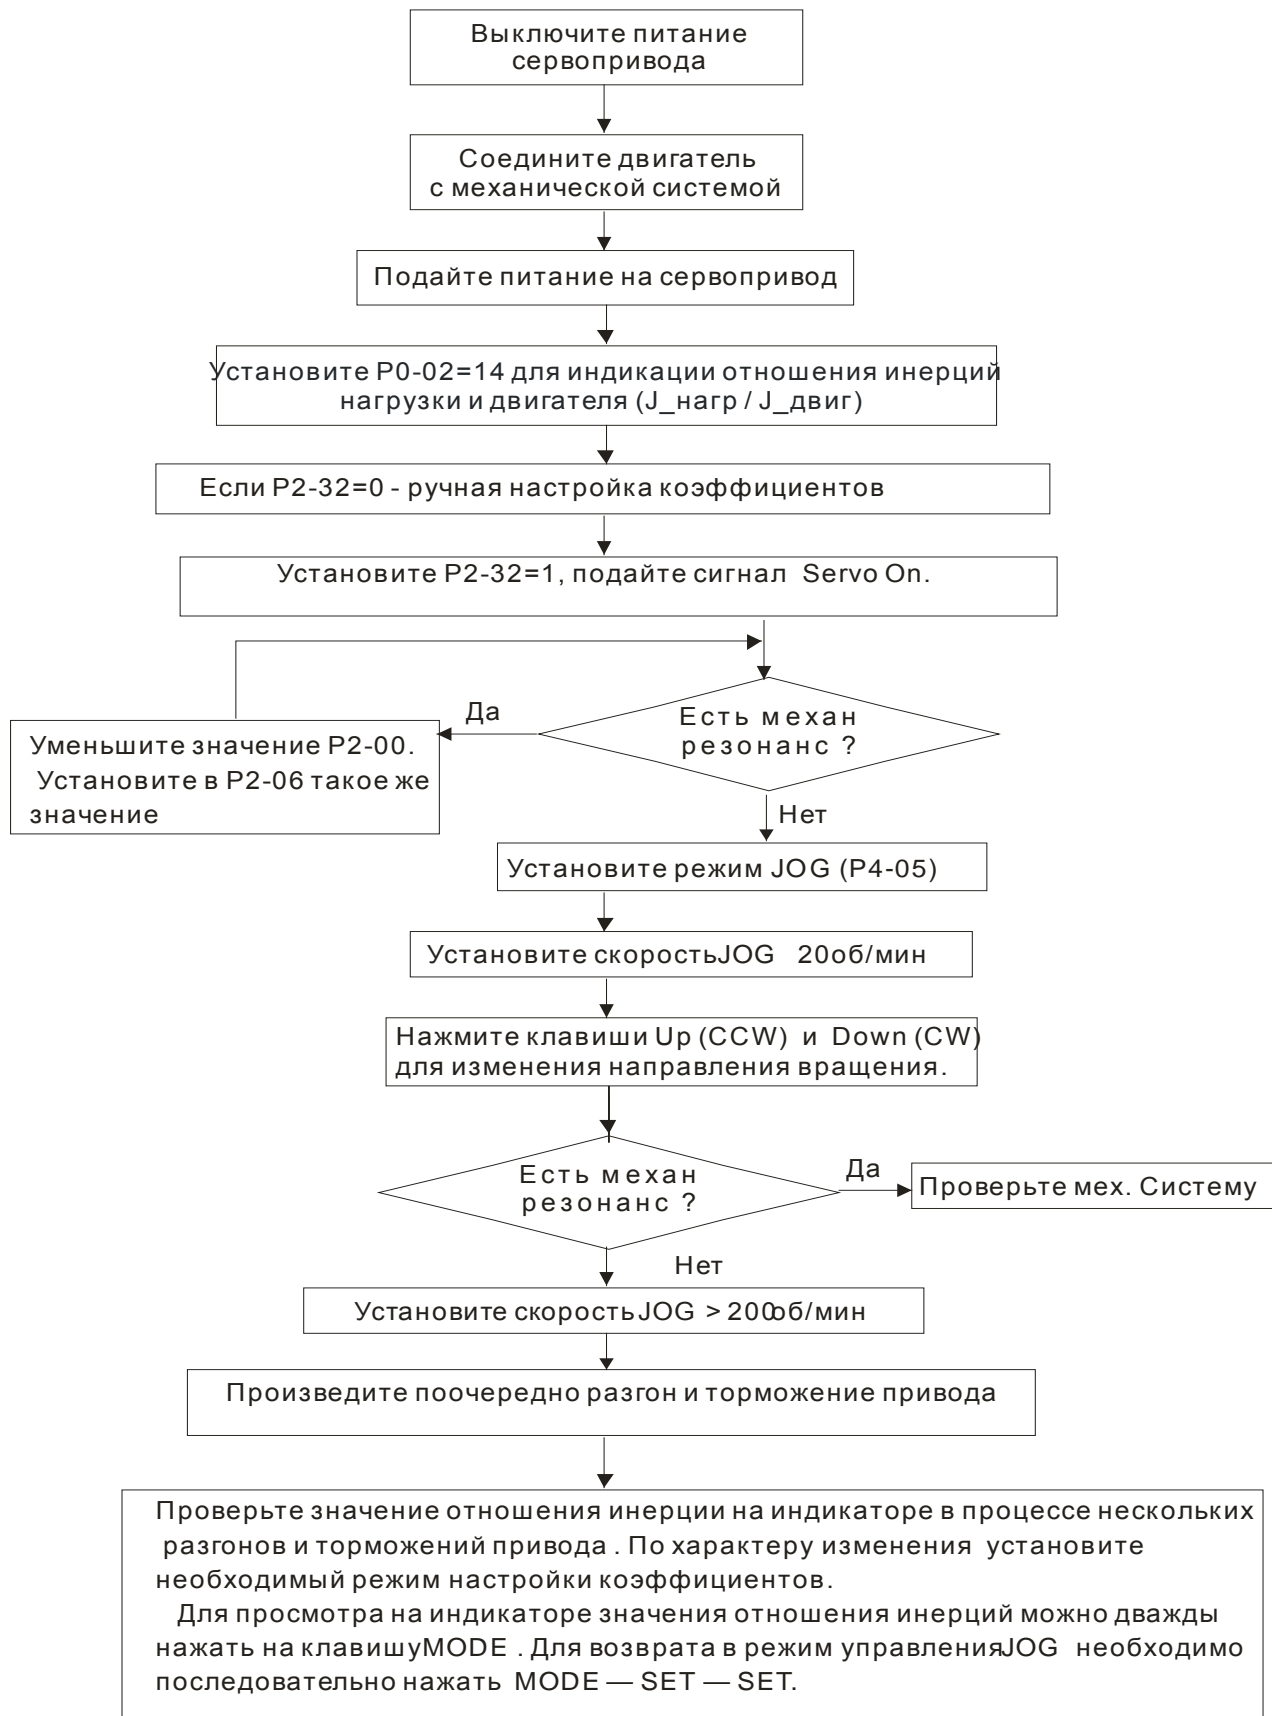 Выключите питание
сервопривода
Соедините двигатель
с механической системой
Подайте питание на сервопривод
Установите P0-02=14 для индикации отношения инерций
нагрузки и двигателя (J_нагр / J_двиг)
Если P2-32=0 - ручная настройка коэффициентов
Установите P2-32=1, подайте сигнал Servo On.
Есть механ
резонанс ?
Да
Уменьшите значение P2-00.
Установите в P2-06 такое же
значение
Нет
Установите режим JOG (P4-05)
Установите скорость JOG 20об/мин
Нажмите клавиши Up (CCW) и Down (CW)
для изменения направления вращения.
Есть механ
резонанс ?
Да
Проверьте мех. Систему
Нет
Установите скорость JOG > 200об/мин
Произведите поочередно разгон и торможение привода
Проверьте значение отношения инерции на индикаторе в процессе нескольких
разгонов и торможений привода . По характеру изменения установите
необходимый режим настройки коэффициентов.
Для просмотра на индикаторе значения отношения инерций можно дважды
нажать на клавишу MODE . Для возврата в режим управления JOG необходимо
последовательно нажать MODE — SET — SET.